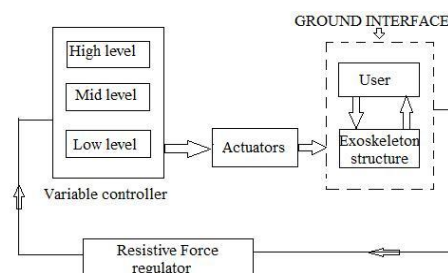 GROUND INTERFACE
High level
Mid level
Low level
User
Actuators
Exoskeleton
structure
Variable controller
Resistive Force
regulator